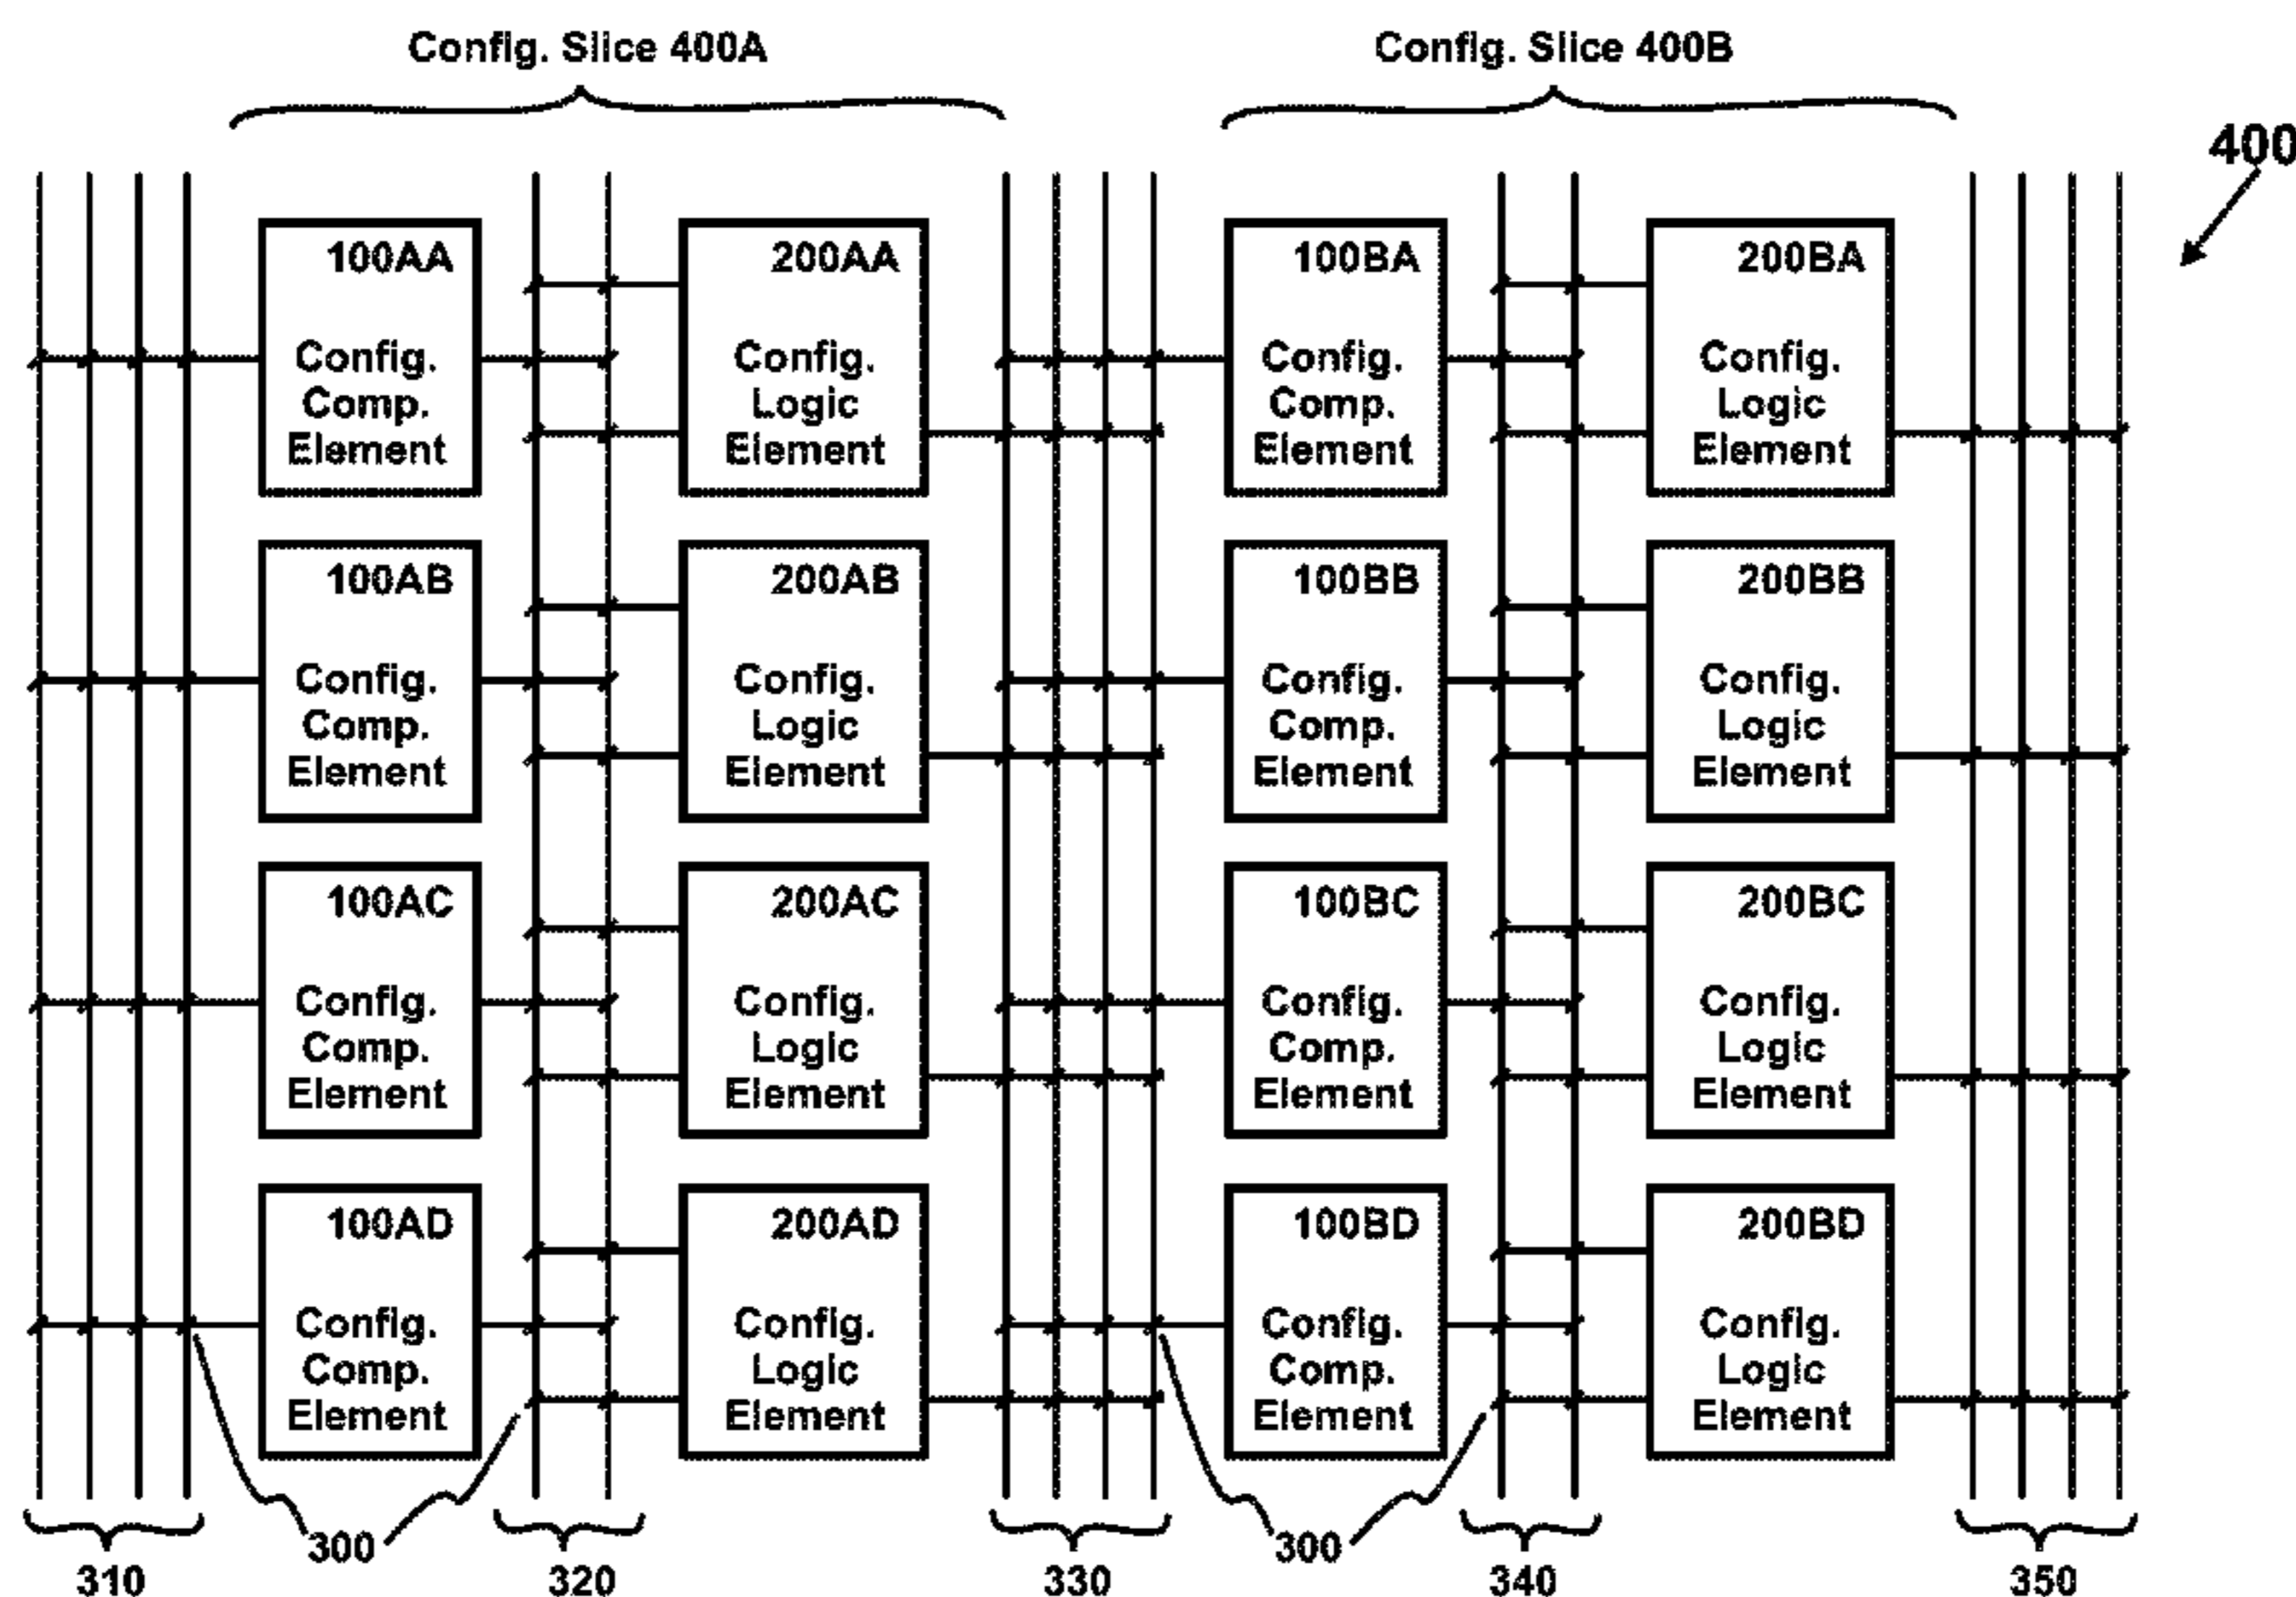 Config. Slice 400A
Config. Slice 400B
400
100AA
Config.
Comp.
Element
200AA
Config.
Logic
Element
100BA
Config.
Comp.
Element
200BA
Config.
Logic
Element
100AB
Config.
Comp.
Element
200AB
Config.
Logic
Element
100BB
Config.
Comp.
Element
200BB
Config.
Logic
Element
100AC
Config.
Comp.
Element
200AC
Config.
Logic
Element
100BC
Config.
Comp.
Element
200BC
Config.
Logic
Element
100AD
Config.
Comp.
Element
200AD
Config.
Logic
Element
100BD
Config.
Comp.
Element
200BD
Config.
Logic
Element
300
300
310
320
330
340
350